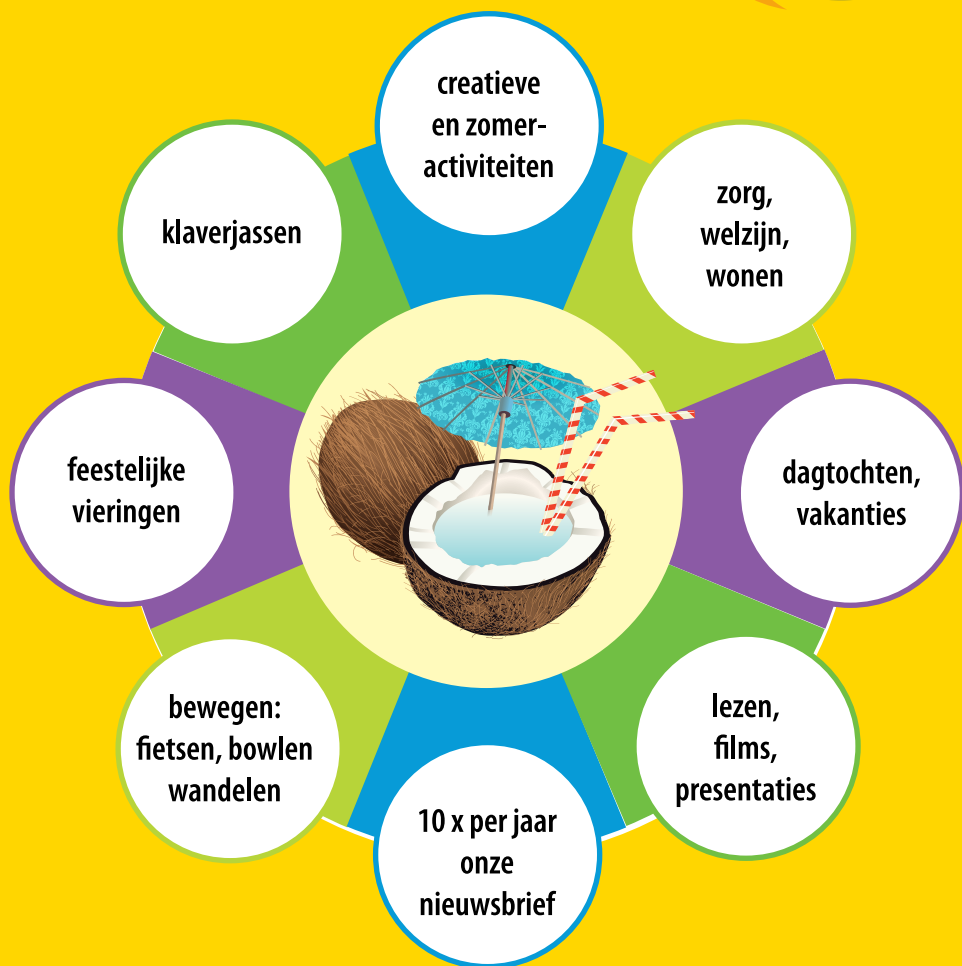 creatieve
en zomer-
activiteiten
zorg,
welzijn,
wonen
dagtochten,
vakanties
lezen,
films,
presentaties
10 x per jaar
onze
nieuwsbrief
bewegen:
fietsen, bowlen
wandelen
feestelijke
vieringen
klaverjassen